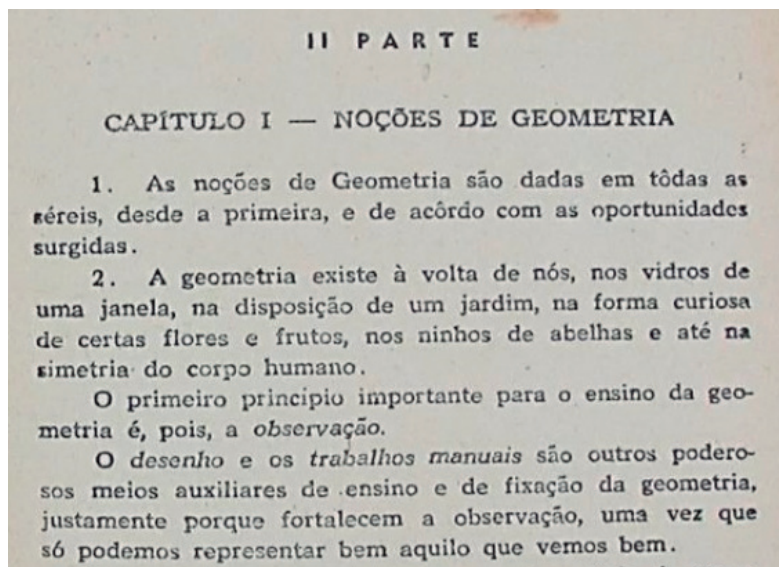 II PARTE
CAPÍTULO I — NOÇÕES DE GEOMETRIA
1. As noções de Geometria são dadas em tôdas as
séreis, desde a primeira, e de acôrdo com as oportunidades
surgidas.
2. A geometria existe à volta de nós, nos vidros de
uma janela, na disposição de um jardim, na forma curiosa
de certas flores e frutos, nos ninhos de abelhas e até na
simetria do corpo humano.
O primeiro princípio importante para o ensino da geo-
metria é, pois, a observação.
O desenho e os trabalhos manuais são outros podero-
sos meios auxiliares de ensino e de fixação da geometria,
justamente porque fortalecem a observação, uma vez que
só podemos representar bem aquilo que vemos bem.